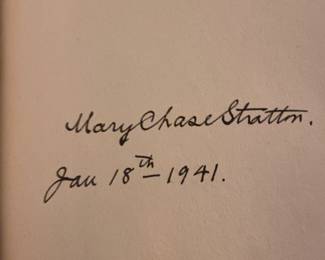 Mary Chase Stratton.
Jan 18th - 1941.